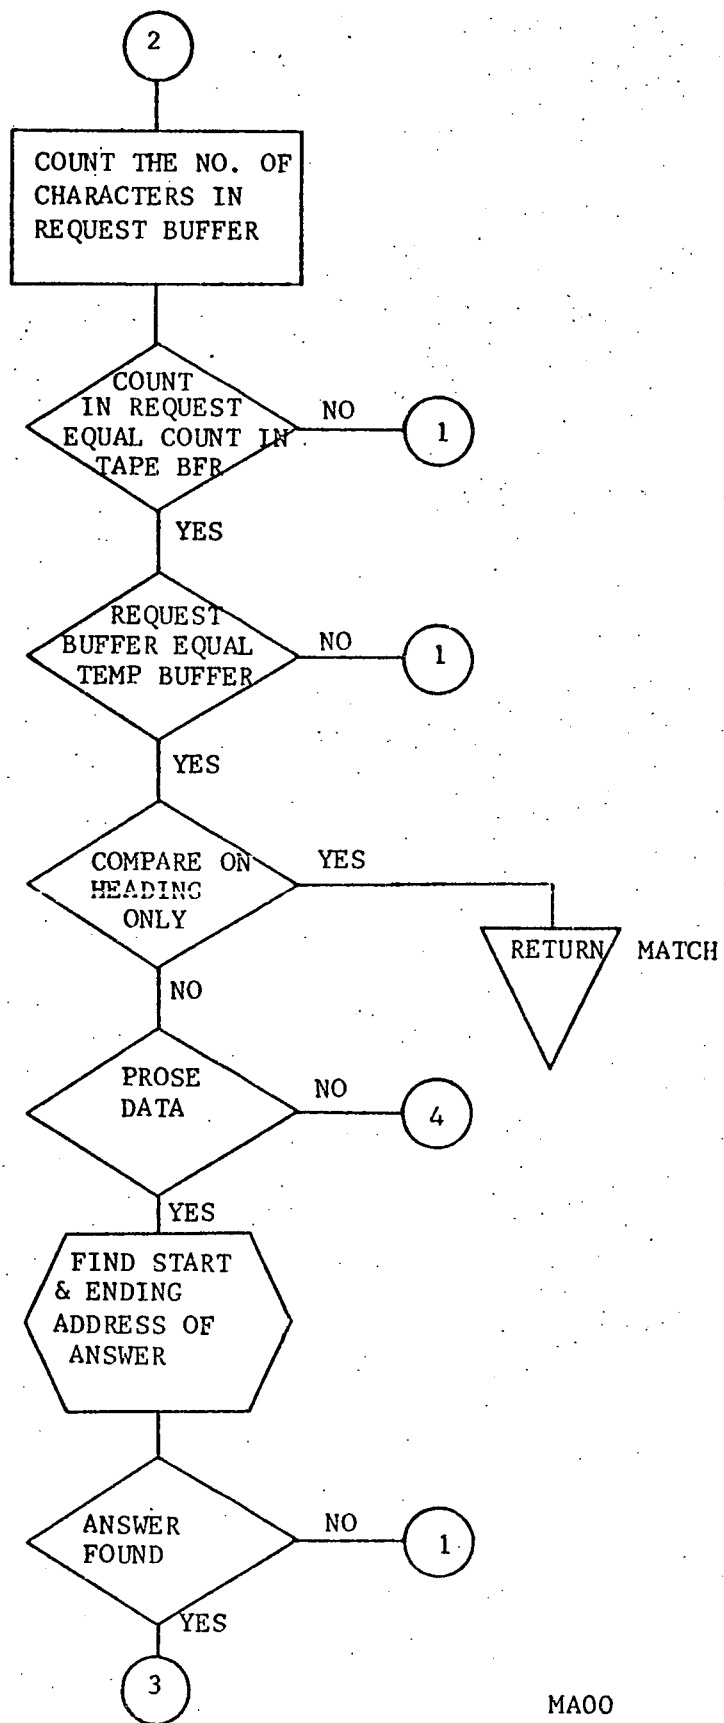 2
COUNT THE NO. OF
CHARACTERS IN
REQUEST BUFFER
COUNT
IN REQUEST
EQUAL COUNT IN
TAPE BFR
NO
1
YES
REQUEST
BUFFER EQUAL
TEMP BUFFER
NO
1
YES
COMPARE ON
HEADING
ONLY
YES
RETURN MATCH
NO
PROSE
DATA
NO
4
YES
FIND START
& ENDING
ADDRESS OF
ANSWER
ANSWER
FOUND
NO
1
YES
3
MA00